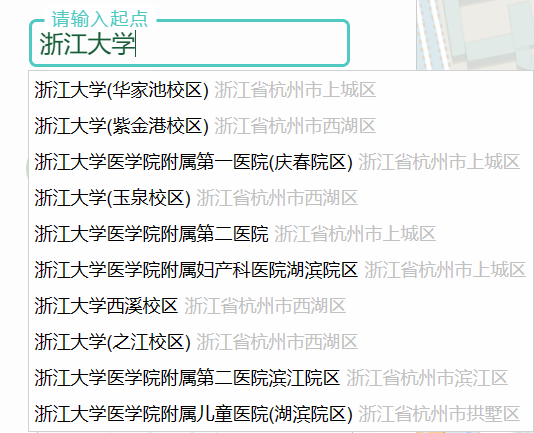 请输入起点
浙江大学
浙江大学(华家池校区) 浙江省杭州市上城区
浙江大学(紫金港校区) 浙江省杭州市西湖区
浙江大学医学院附属第一医院(庆春院区) 浙江省杭州市上城区
浙江大学(玉泉校区) 浙江省杭州市西湖区
浙江大学医学院附属第二医院 浙江省杭州市上城区
浙江大学医学院附属妇产科医院湖滨院区 浙江省杭州市上城区
浙江大学西溪校区 浙江省杭州市西湖区
浙江大学(之江校区) 浙江省杭州市西湖区
浙江大学医学院附属第二医院滨江院区 浙江省杭州市滨江区
浙江大学医学院附属儿童医院(湖滨院区) 浙江省杭州市拱墅区